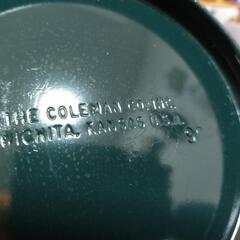 THE COLEMAN CO. INC.
WICHITA, KANSAS U.S.A.